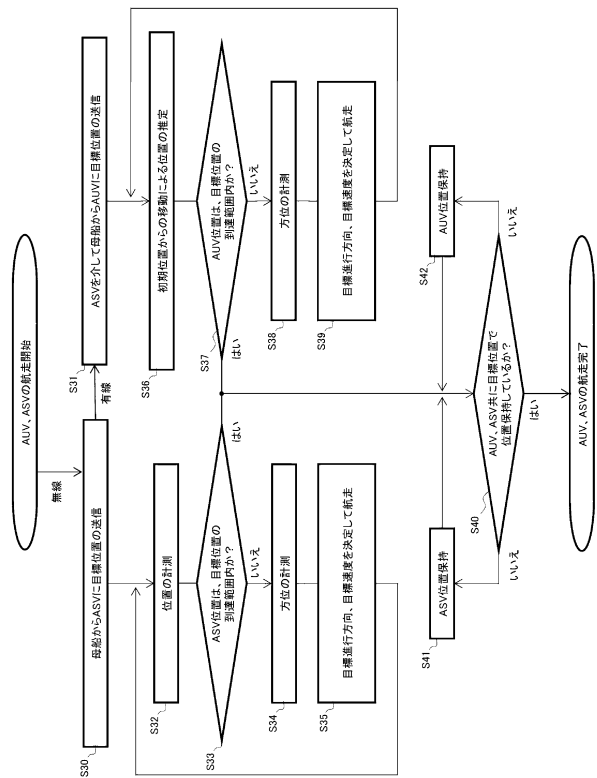 AUV、ASVの航走開始
無線
S30
母船からASVに目標位置の送信
有線
S31
ASVを介して母船からAUVに目標位置の送信
S32
位置の計測
S33
ASV位置は、目標位置の
到達範囲内か？
はい
いいえ
S34
方位の計測
S35
目標進行方向、目標速度を決定して航走
S36
初期位置からの移動による位置の推定
S37
AUV位置は、目標位置の
到達範囲内か？
はい
いいえ
S38
方位の計測
S39
目標進行方向、目標速度を決定して航走
S40
AUV、ASV共に目標位置で
位置保持しているか？
いいえ
いいえ
はい
S41
ASV位置保持
S42
AUV位置保持
AUV、ASVの航走完了